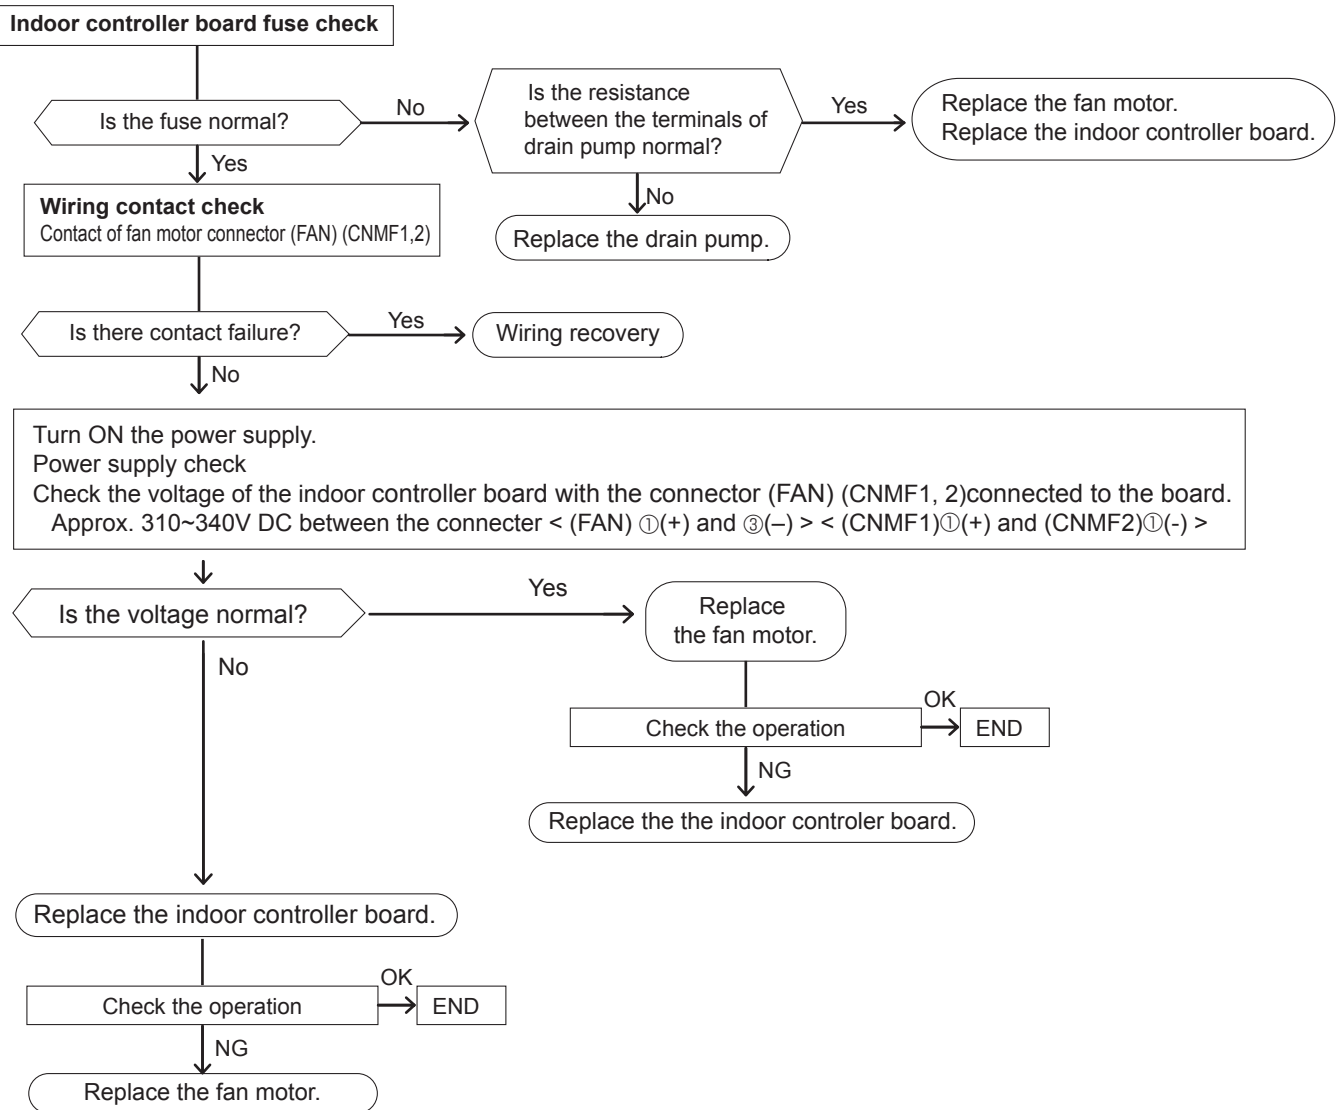 Indoor controller board fuse check
Is the fuse normal?
No
Is the resistance
between the terminals of
drain pump normal?
Yes
Replace the fan motor.
Replace the indoor controller board.
Yes
No
Replace the drain pump.
Wiring contact check
Contact of fan motor connector (FAN) (CNMF1,2)
Is there contact failure?
Yes
Wiring recovery
No
Turn ON the power supply.
Power supply check
Check the voltage of the indoor controller board with the connector (FAN) (CNMF1, 2)connected to the board.
Approx. 310~340V DC between the connecter < (FAN) ①(+) and ③(–) > < (CNMF1)①(+) and (CNMF2)①(-) >
Is the voltage normal?
Yes
Replace
the fan motor.
No
Check the operation
OK
END
NG
Replace the the indoor controler board.
Replace the indoor controller board.
Check the operation
OK
END
NG
Replace the fan motor.